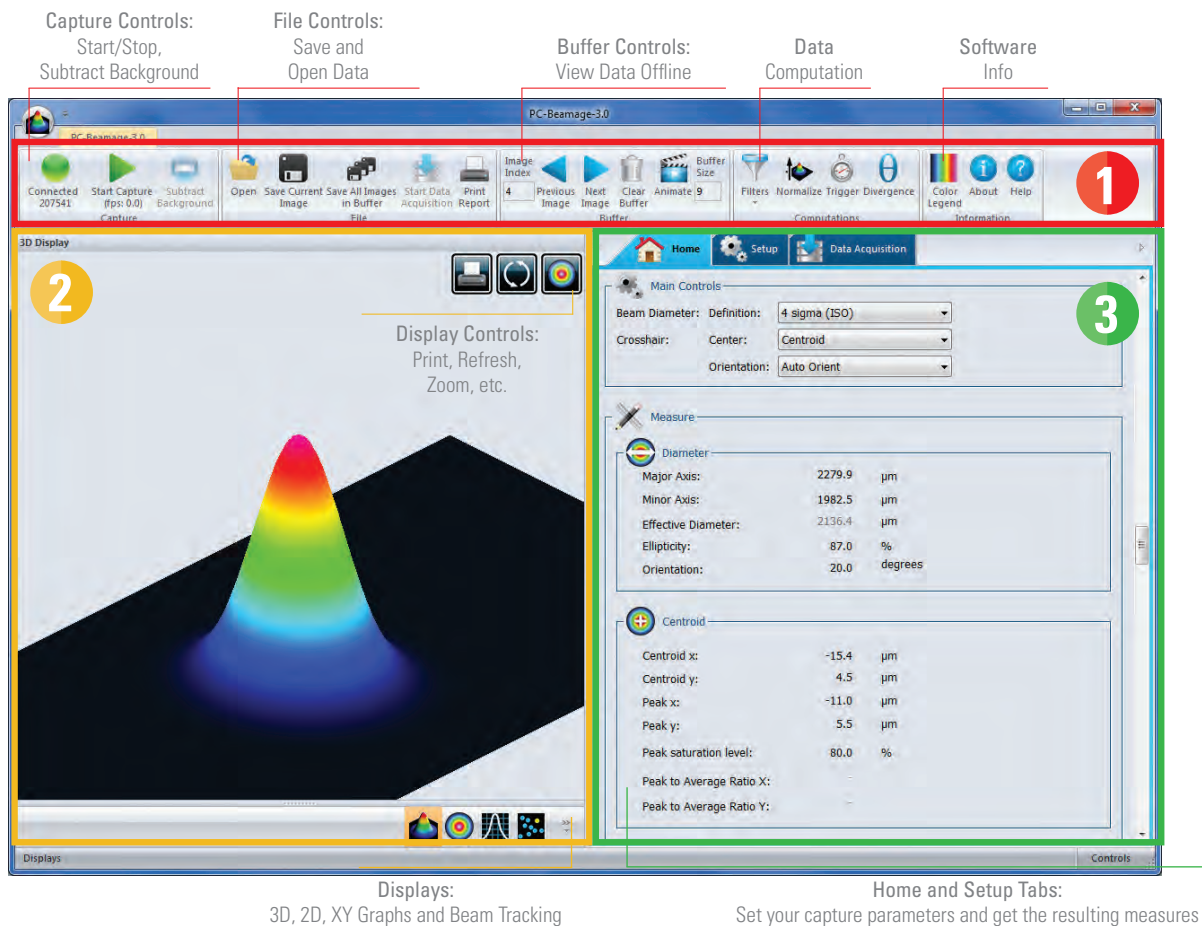 Capture Controls:
Start/Stop,
Subtract Background
File Controls:
Save and
Open Data
Buffer Controls:
View Data Offline
Data
Computation
Software
Info
PC-Beamage-3.0
PC-Beamage-3.0
Connected
207541
Start Capture
(fps: 0.0)
Subtract
Background
Capture
Open
Save Current
Image
Save All Images
in Buffer
Start Data
Acquisition
Print
Report
File
Image
Index
4
Previous
Image
Next
Image
Clear
Buffer
Animate
Buffer
Size
9
Buffer
Filters
Normalize
Trigger
Divergence
Computations
Color
Legend
About
Help
Information
1
3D Display
2
Display Controls:
Print, Refresh,
Zoom, etc.
Home
Setup
Data Acquisition
3
Main Controls
Beam Diameter: Definition: 4 sigma (ISO)
Crosshair: Center: Centroid
Orientation: Auto Orient
Measure
Diameter
Major Axis: 2279.9 µm
Minor Axis: 1982.5 µm
Effective Diameter: 2136.4 µm
Ellipticity: 87.0 %
Orientation: 20.0 degrees
Centroid
Centroid x: -15.4 µm
Centroid y: 4.5 µm
Peak x: -11.0 µm
Peak y: 5.5 µm
Peak saturation level: 80.0 %
Peak to Average Ratio X: -
Peak to Average Ratio Y: -
Displays
Controls
Displays:
3D, 2D, XY Graphs and Beam Tracking
Home and Setup Tabs:
Set your capture parameters and get the resulting measures